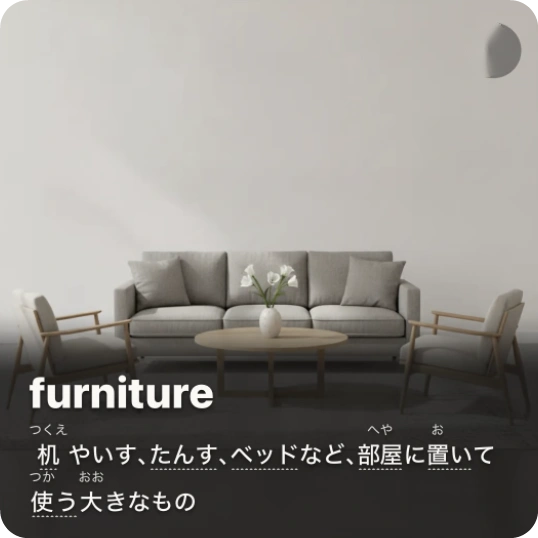 furniture
つくえ へや お
机 やいす、たんす、ベッドなど、部屋に置いて
つか おお
使う大きなもの